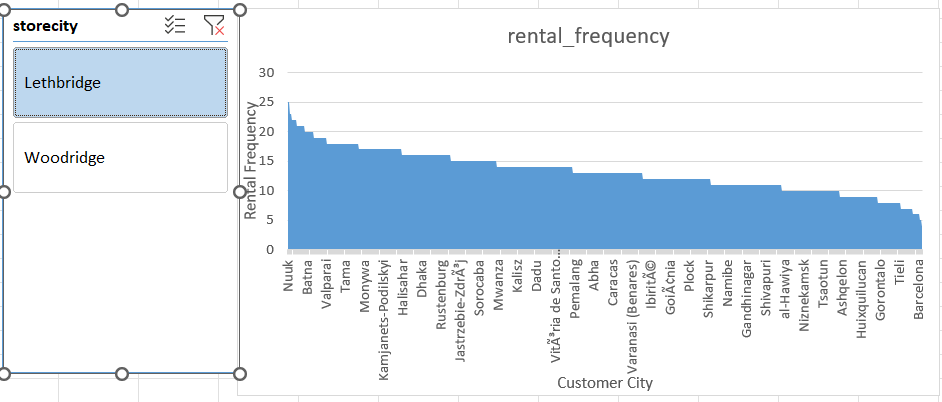 storecity
Lethbridge
Woodridge
rental_frequency
Rental Frequency
30
25
20
15
10
5
0
Nuk
Batna
Valparai
Tama
Monywa
Kamjanets-Podilskyi
Halisahar
Dhaka
Rustenburg
Jastrzebie-ZdrÃ³j
Sorocaba
Mwanza
Kalisz
Dadu
VitÃ³ria de Santo…
Pemalang
Abha
Caracas
Varanasi (Benares)
IbiritÃ©
GoiÃ¢nia
Plock
Shikarpur
Namibe
Gandhinagar
Shivapuri
al-Hawiya
Niznekamsk
Tsaotun
Ashqelon
Huixquilucan
Gorontalo
Tieli
Barcelona
Customer City